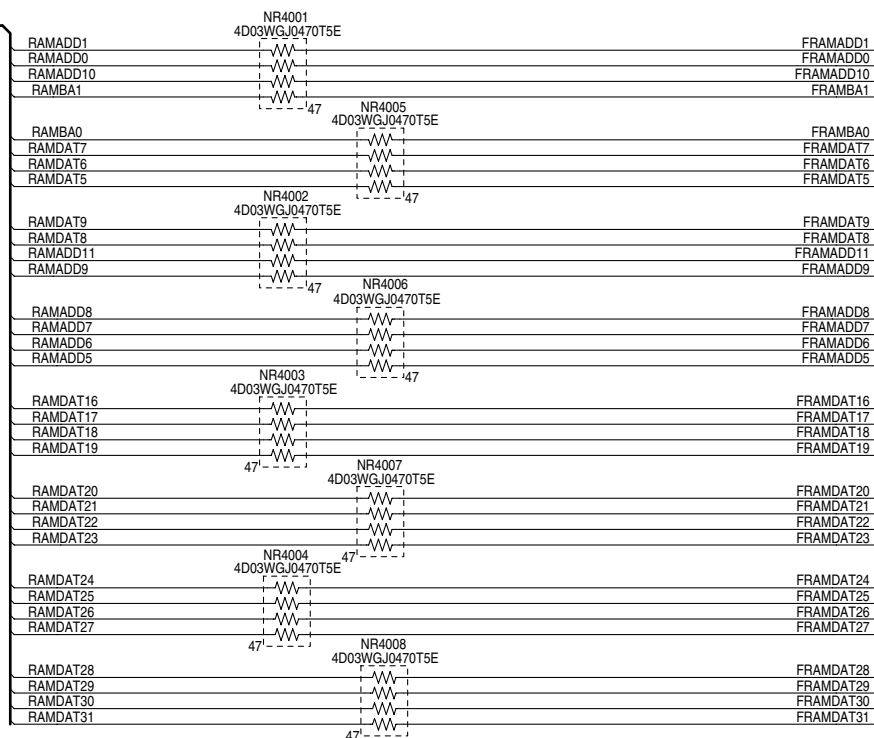 NR4001
4D03WGJ0470T5E
RAMADD1 FRAMADD1
RAMADD0 FRAMADD0
RAMADD10 FRAMADD10
RAMBA1 FRAMBA1
47
NR4005
4D03WGJ0470T5E
RAMBA0 FRAMBA0
RAMDAT7 FRAMDAT7
RAMDAT6 FRAMDAT6
RAMDAT5 FRAMDAT5
47
NR4002
4D03WGJ0470T5E
RAMDAT9 FRAMDAT9
RAMDAT8 FRAMDAT8
RAMADD11 FRAMADD11
RAMADD9 FRAMADD9
47
NR4006
4D03WGJ0470T5E
RAMADD8 FRAMADD8
RAMADD7 FRAMADD7
RAMADD6 FRAMADD6
RAMADD5 FRAMADD5
47
NR4003
4D03WGJ0470T5E
RAMDAT16 FRAMDAT16
RAMDAT17 FRAMDAT17
RAMDAT18 FRAMDAT18
RAMDAT19 FRAMDAT19
47
NR4007
4D03WGJ0470T5E
RAMDAT20 FRAMDAT20
RAMDAT21 FRAMDAT21
RAMDAT22 FRAMDAT22
RAMDAT23 FRAMDAT23
47
NR4004
4D03WGJ0470T5E
RAMDAT24 FRAMDAT24
RAMDAT25 FRAMDAT25
RAMDAT26 FRAMDAT26
RAMDAT27 FRAMDAT27
47
NR4008
4D03WGJ0470T5E
RAMDAT28 FRAMDAT28
RAMDAT29 FRAMDAT29
RAMDAT30 FRAMDAT30
RAMDAT31 FRAMDAT31
47